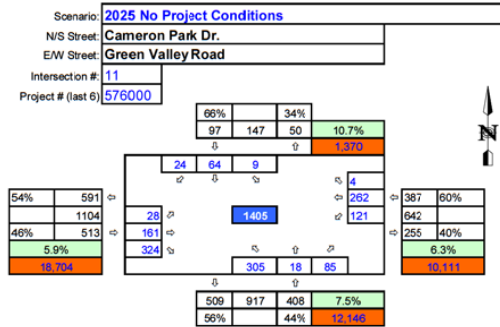 Scenario: 2025 No Project Conditions
N/S Street: Cameron Park Dr.
E/W Street: Green Valley Road
Intersection #: 11
Project # (last 6) 576000
N
66% 34%
97 147 50 10.7%
1,370
24 64 9
4
54% 591 262 387 60%
1104 28 1405 121 642
46% 513 161 255 40%
5.9% 324 6.3%
18,704 305 18 85 10,111
509 917 408 7.5%
56% 44% 12,146